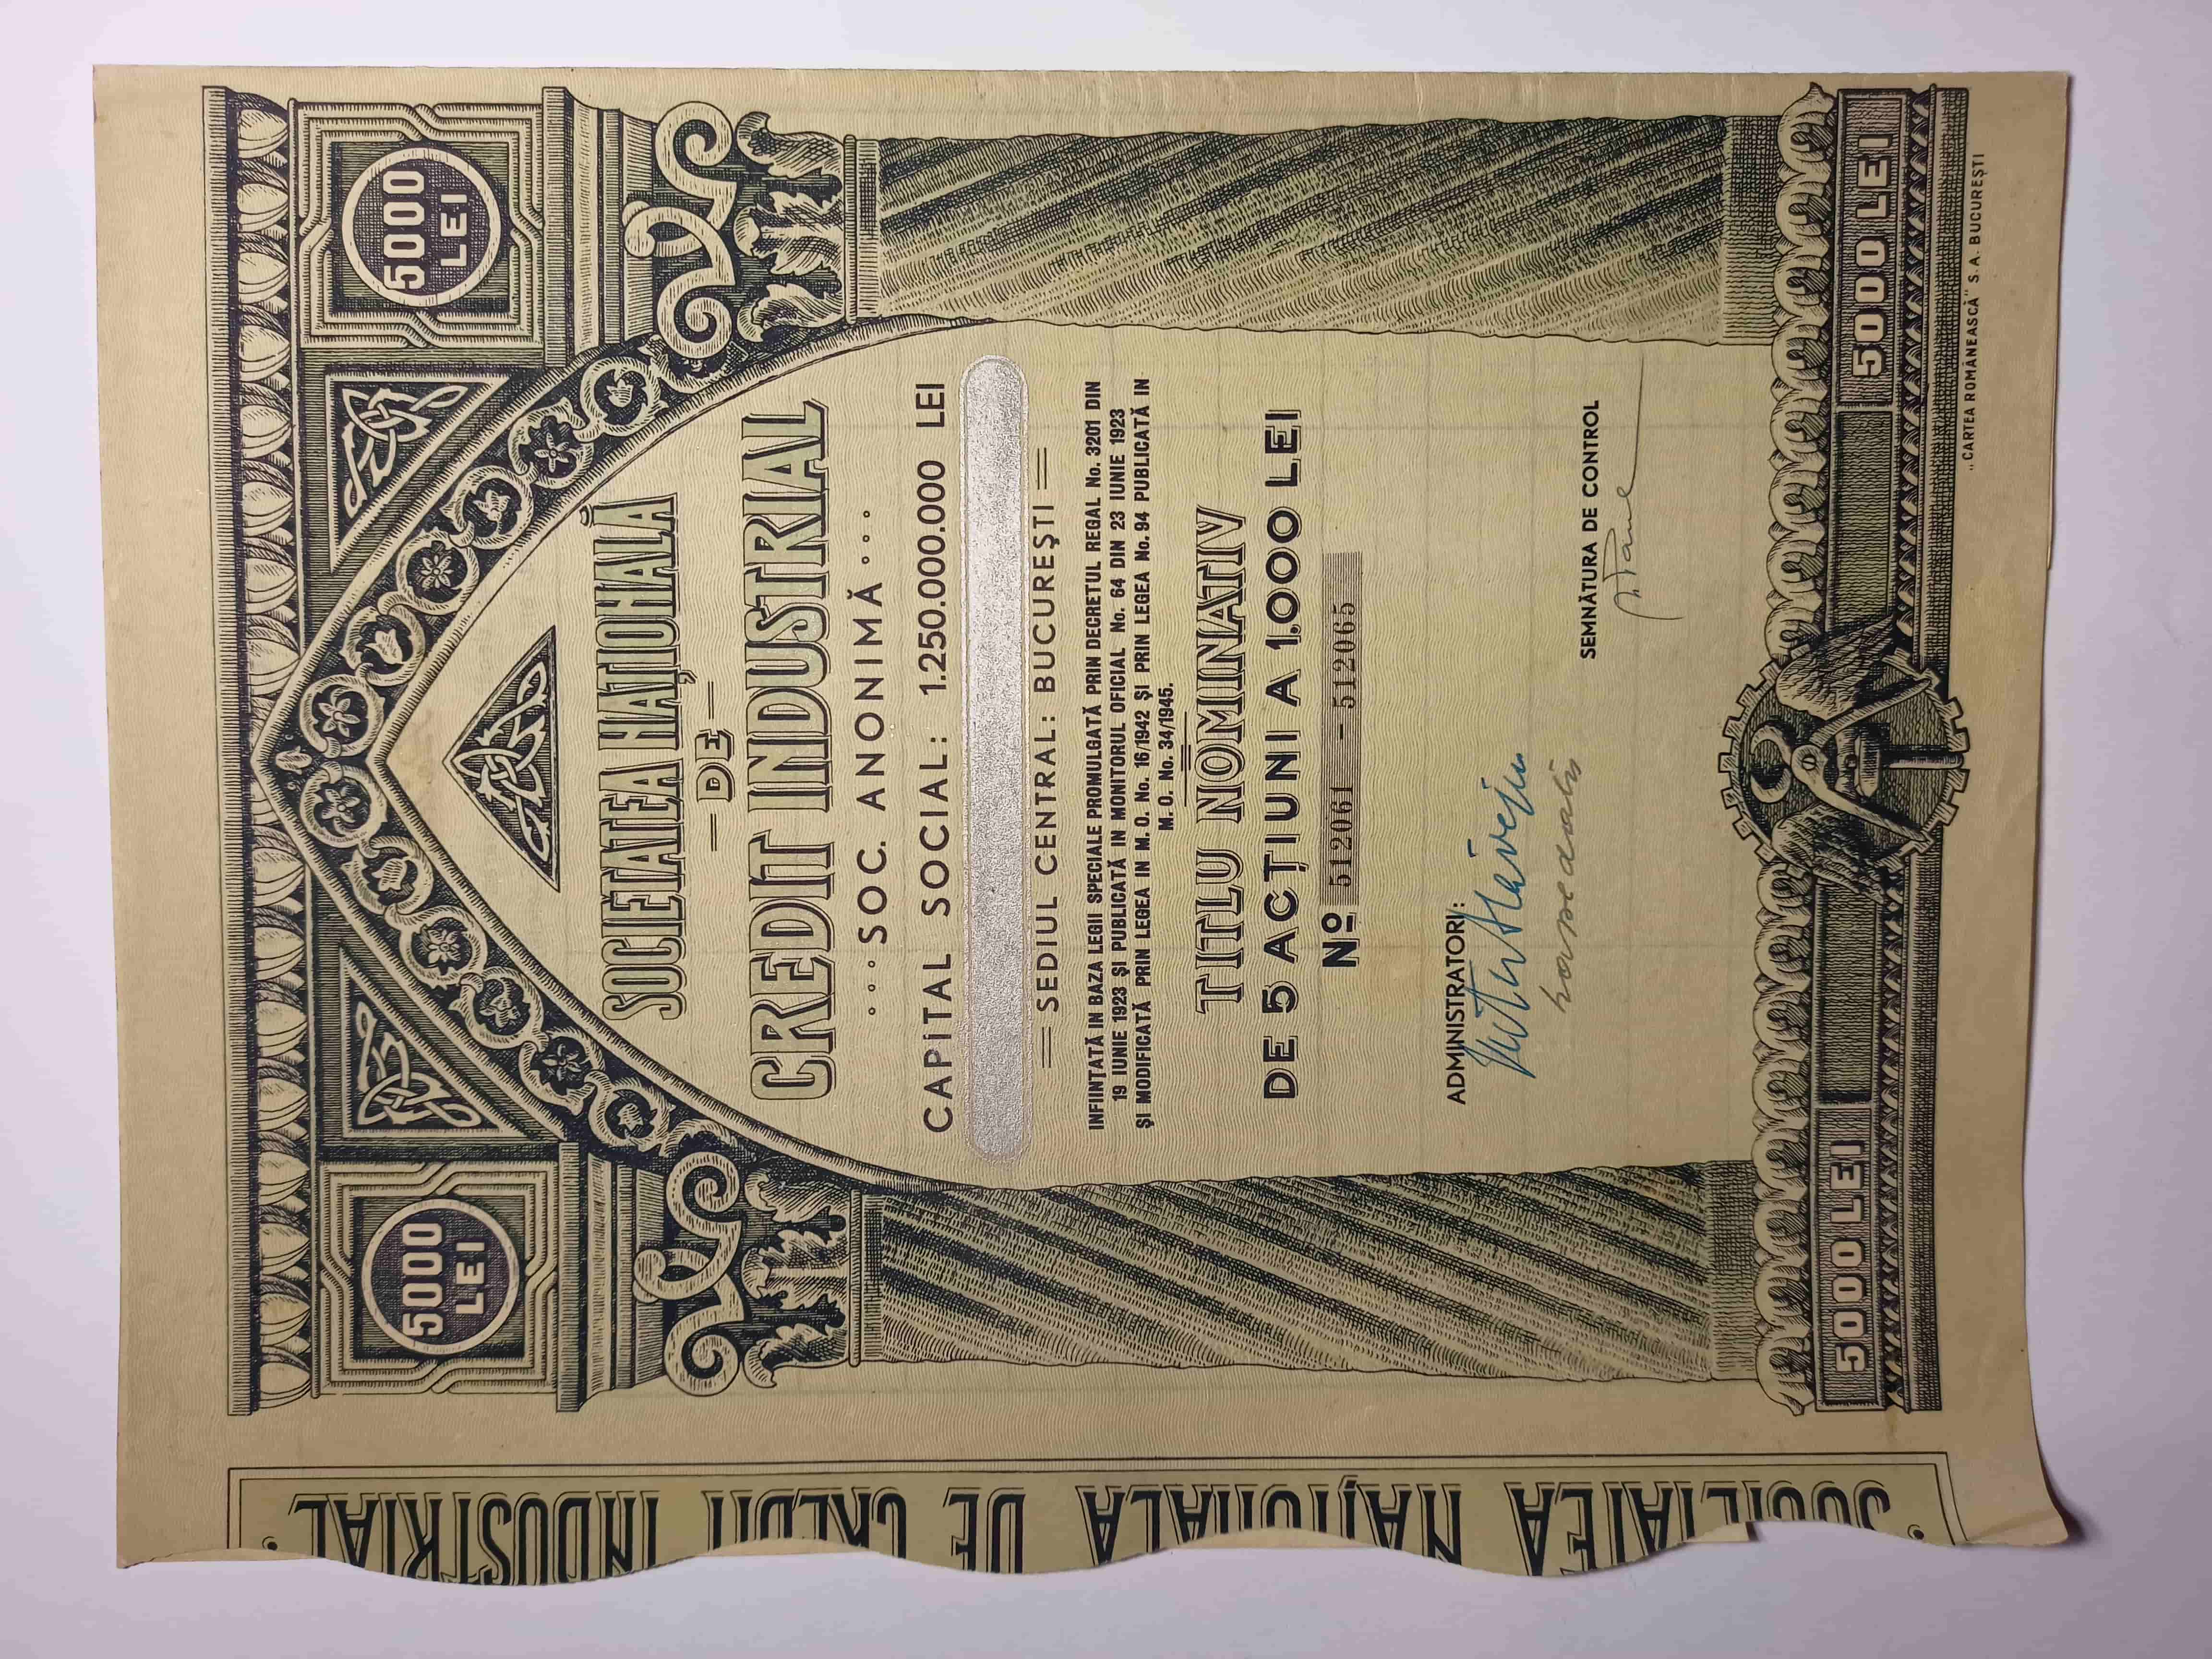 5000
LEI
5000
LEI
SOCIETATEA NAȚIONALĂ
DE
CREDIT INDUSTRIAL
SOC. ANONIMĂ
CAPITAL SOCIAL: 1.250.000.000 LEI
SEDIUL CENTRAL: BUCUREȘTI
INFIINTATĂ IN BAZA LEGII SPECIALE PROMULGATĂ PRIN DECRETUL REGAL No. 3201 DIN
19 IUNIE 1923 ȘI PUBLICATĂ IN MONITORUL OFICIAL No. 64 DIN 23 IUNIE 1923
ȘI MODIFICATĂ PRIN LEGEA IN M. O. No. 16/1942 ȘI PRIN LEGEA No. 94 PUBLICATĂ IN
M. O. No. 34/1945.
TITLU NOMINATIV
DE 5 ACȚIUNI A 1.000 LEI
No 512061 - 512065
ADMINISTRATORI:
SEMNĂTURA DE CONTROL
5000 LEI
5000 LEI
„CARTEA ROMÂNEASCĂ" S. A. BUCUREȘTI
SOCIETATEA NAȚIONALĂ DE CREDIT INDUSTRIAL